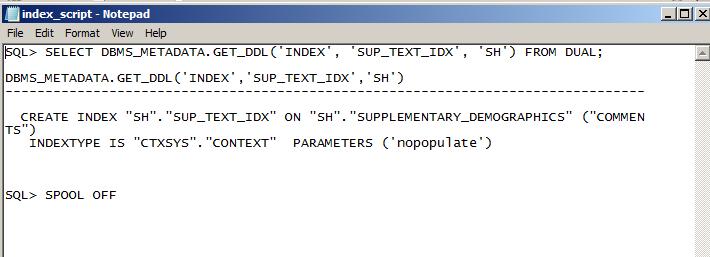 index_script - Notepad
File Edit Format View Help
SQL> SELECT DBMS_METADATA.GET_DDL('INDEX', 'SUP_TEXT_IDX', 'SH') FROM DUAL;
DBMS_METADATA.GET_DDL('INDEX','SUP_TEXT_IDX','SH')
--------------------------------------------------------------------------------
CREATE INDEX "SH"."SUP_TEXT_IDX" ON "SH"."SUPPLEMENTARY_DEMOGRAPHICS" ("COMMEN
TS")
INDEXTYPE IS "CTXSYS"."CONTEXT"  PARAMETERS ('nopopulate')
SQL> SPOOL OFF